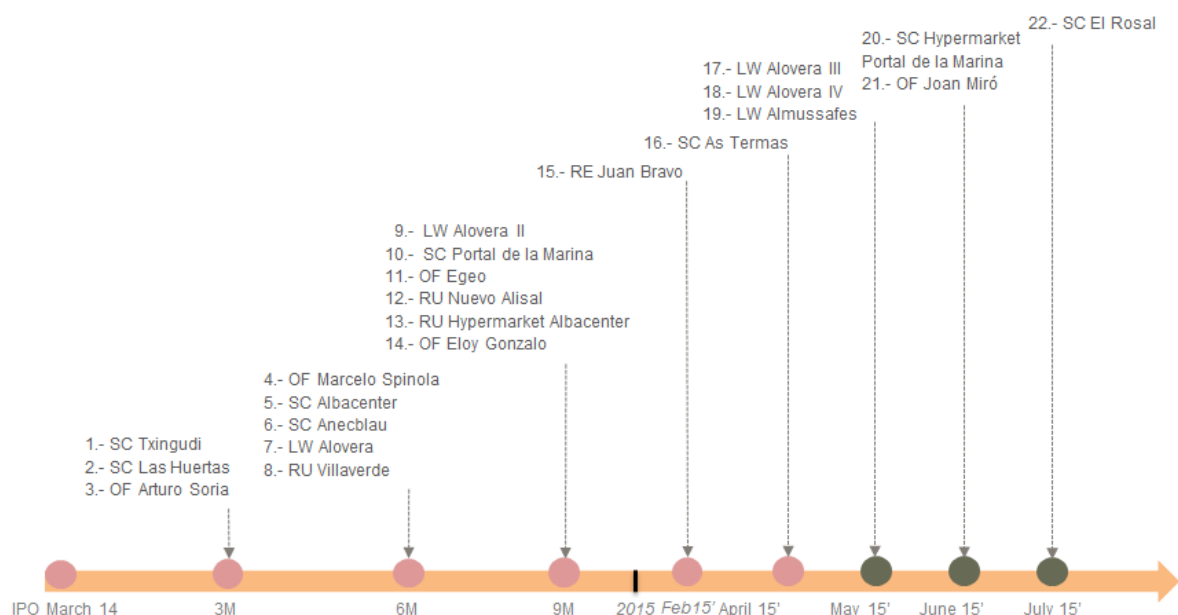 22.- SC El Rosal
20.- SC Hypermarket
Portal de la Marina
21.- OF Joan Miró
17.- LW Alovera III
18.- LW Alovera IV
19.- LW Almussafes
16.- SC As Termas
15.- RE Juan Bravo
9.- LW Alovera II
10.- SC Portal de la Marina
11.- OF Egeo
12.- RU Nuevo Alisal
13.- RU Hypermarket Albacenter
14.- OF Eloy Gonzalo
4.- OF Marcelo Spinola
5.- SC Albacenter
6.- SC Anecblau
7.- LW Alovera
8.- RU Villaverde
1.- SC Txingudi
2.- SC Las Huertas
3.- OF Arturo Soria
IPO March 14 3M 6M 9M 2015 Feb15' April 15' May 15' June 15' July 15'